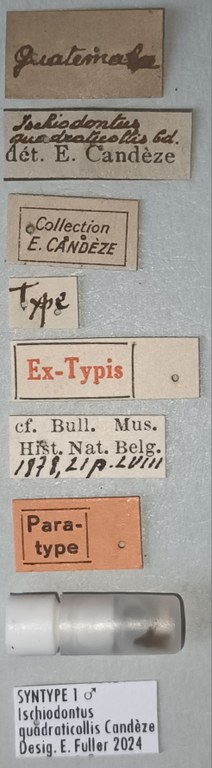 Guatemala
Ischiodontus
quadraticollis Cd.
dét. E. Candèze
Collection
E. CANDÈZE
Type
Ex-Typis
cf. Bull. Mus.
Hist. Nat. Belg.
1878, 21 p. LVIII
Para-
type
SYNTYPE 1 ♂
Ischiodontus
quadraticollis Candèze
Desig. E. Fuller 2024